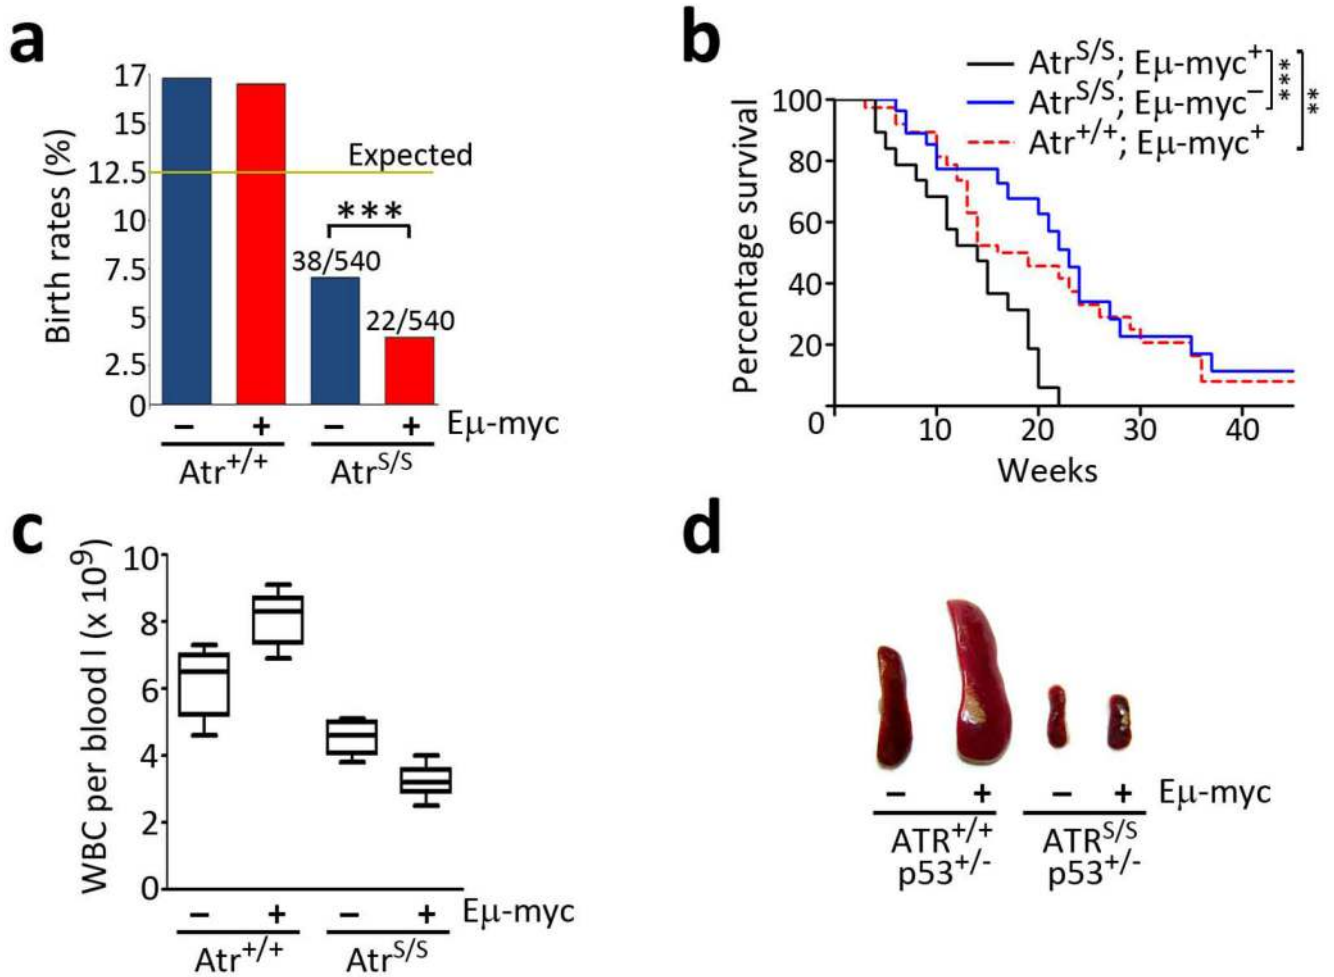 a
Birth rates (%)
17
15
12.5
10
7.5
5
2.5
0
Expected
***
38/540
22/540
− + − + Eμ-myc
Atr+/+ AtrS/S
b
AtrS/S; Eμ-myc+
AtrS/S; Eμ-myc−
Atr+/+; Eμ-myc+
***
**
Percentage survival
100
80
60
40
20
0 10 20 30 40
Weeks
c
WBC per blood l (x 10⁹)
10
8
6
4
2
0
− + − + Eμ-myc
Atr+/+ AtrS/S
d
− + − + Eμ-myc
ATR+/+ ATRS/S
p53+/- p53+/-